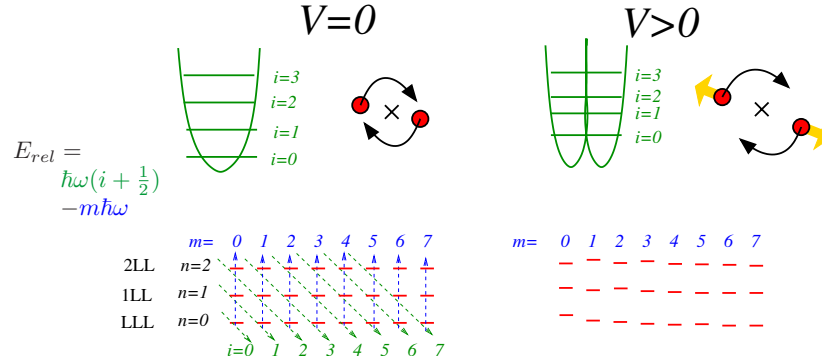 V=0
V>0
i=3
i=2
i=1
i=0
i=3
i=2
i=1
i=0
E_{rel} =
ℏω(i + 1/2)
−mℏω
m= 0 1 2 3 4 5 6 7
2LL n=2
1LL n=1
LLL n=0
i=0 1 2 3 4 5 6 7
m= 0 1 2 3 4 5 6 7